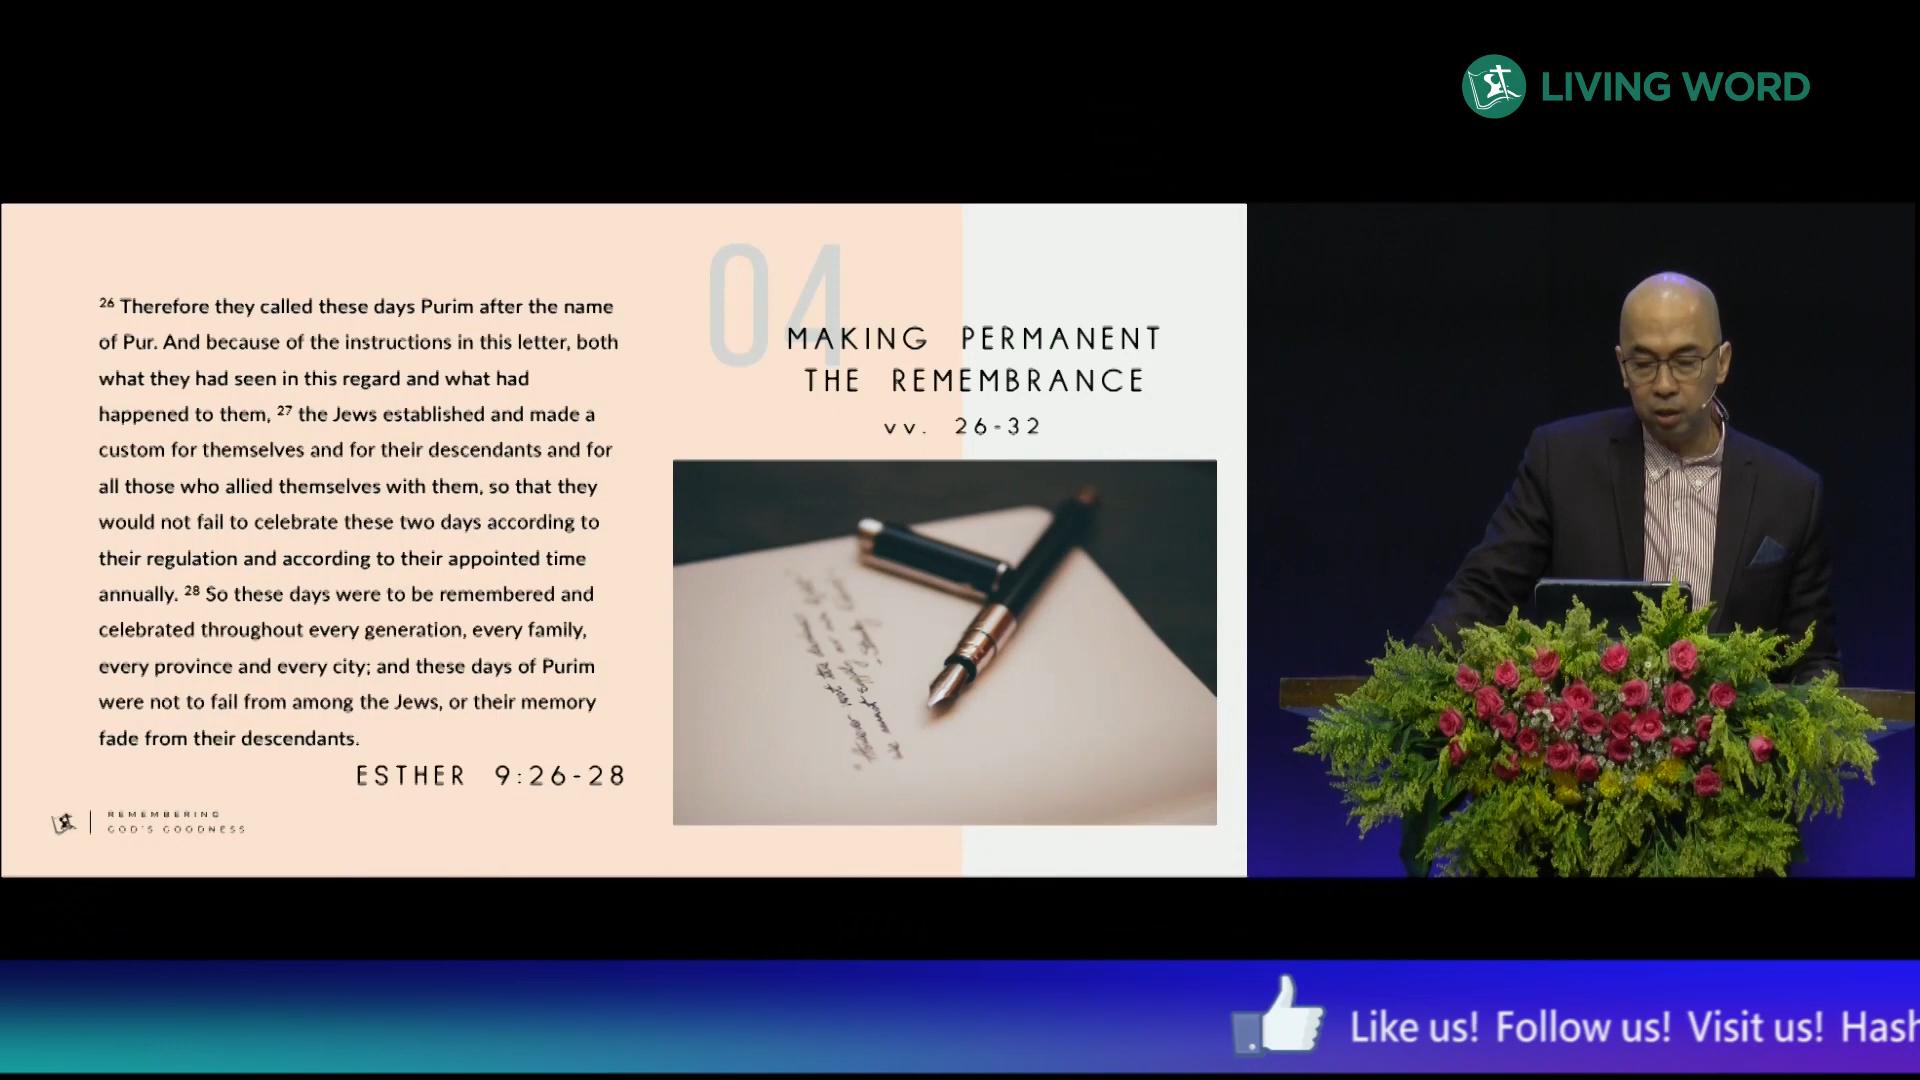 LIVING WORD
26 Therefore they called these days Purim after the name
of Pur. And because of the instructions in this letter, both
what they had seen in this regard and what had
happened to them, 27 the Jews established and made a
custom for themselves and for their descendants and for
all those who allied themselves with them, so that they
would not fail to celebrate these two days according to
their regulation and according to their appointed time
annually. 28 So these days were to be remembered and
celebrated throughout every generation, every family,
every province and every city; and these days of Purim
were not to fail from among the Jews, or their memory
fade from their descendants.
ESTHER 9:26-28
REMEMBERING
GOD'S GOODNESS
04
MAKING PERMANENT
THE REMEMBRANCE
vv. 26-32
Like us! Follow us! Visit us! Hash